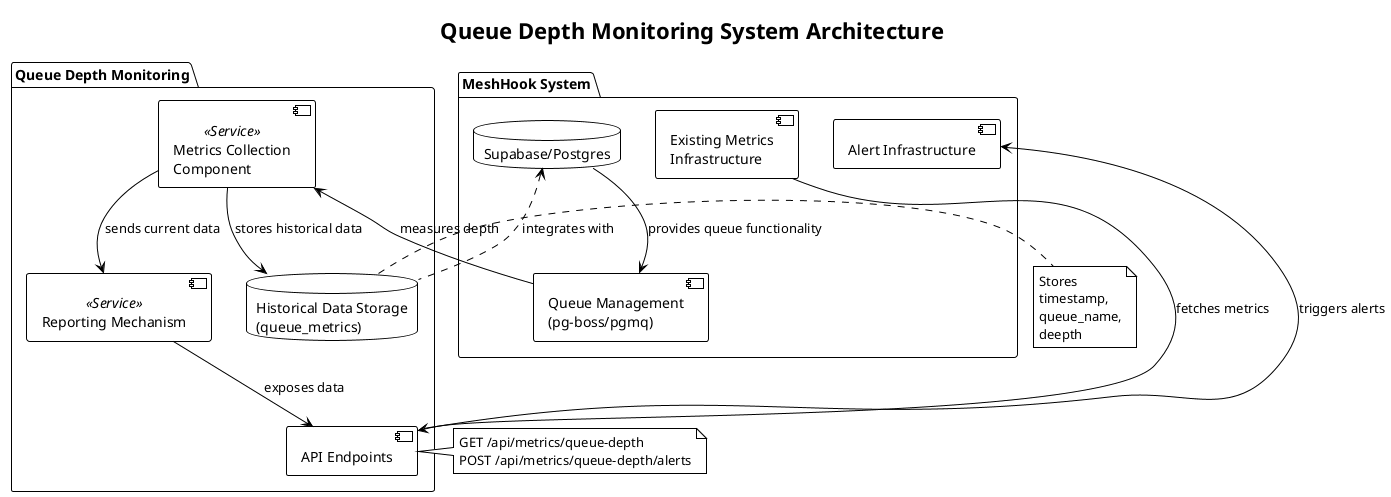 Queue Depth Monitoring System Architecture
Queue Depth Monitoring
MeshHook System
«Service»
Metrics Collection
Component
Supabase/Postgres
Existing Metrics
Infrastructure
Alert Infrastructure
sends current data
stores historical data
measures depth
integrates with
provides queue functionality
«Service»
Reporting Mechanism
Historical Data Storage
(queue_metrics)
Queue Management
(pg-boss/pgmq)
Stores
timestamp,
queue_name,
deepth
fetches metrics
triggers alerts
exposes data
API Endpoints
GET /api/metrics/queue-depth
POST /api/metrics/queue-depth/alerts